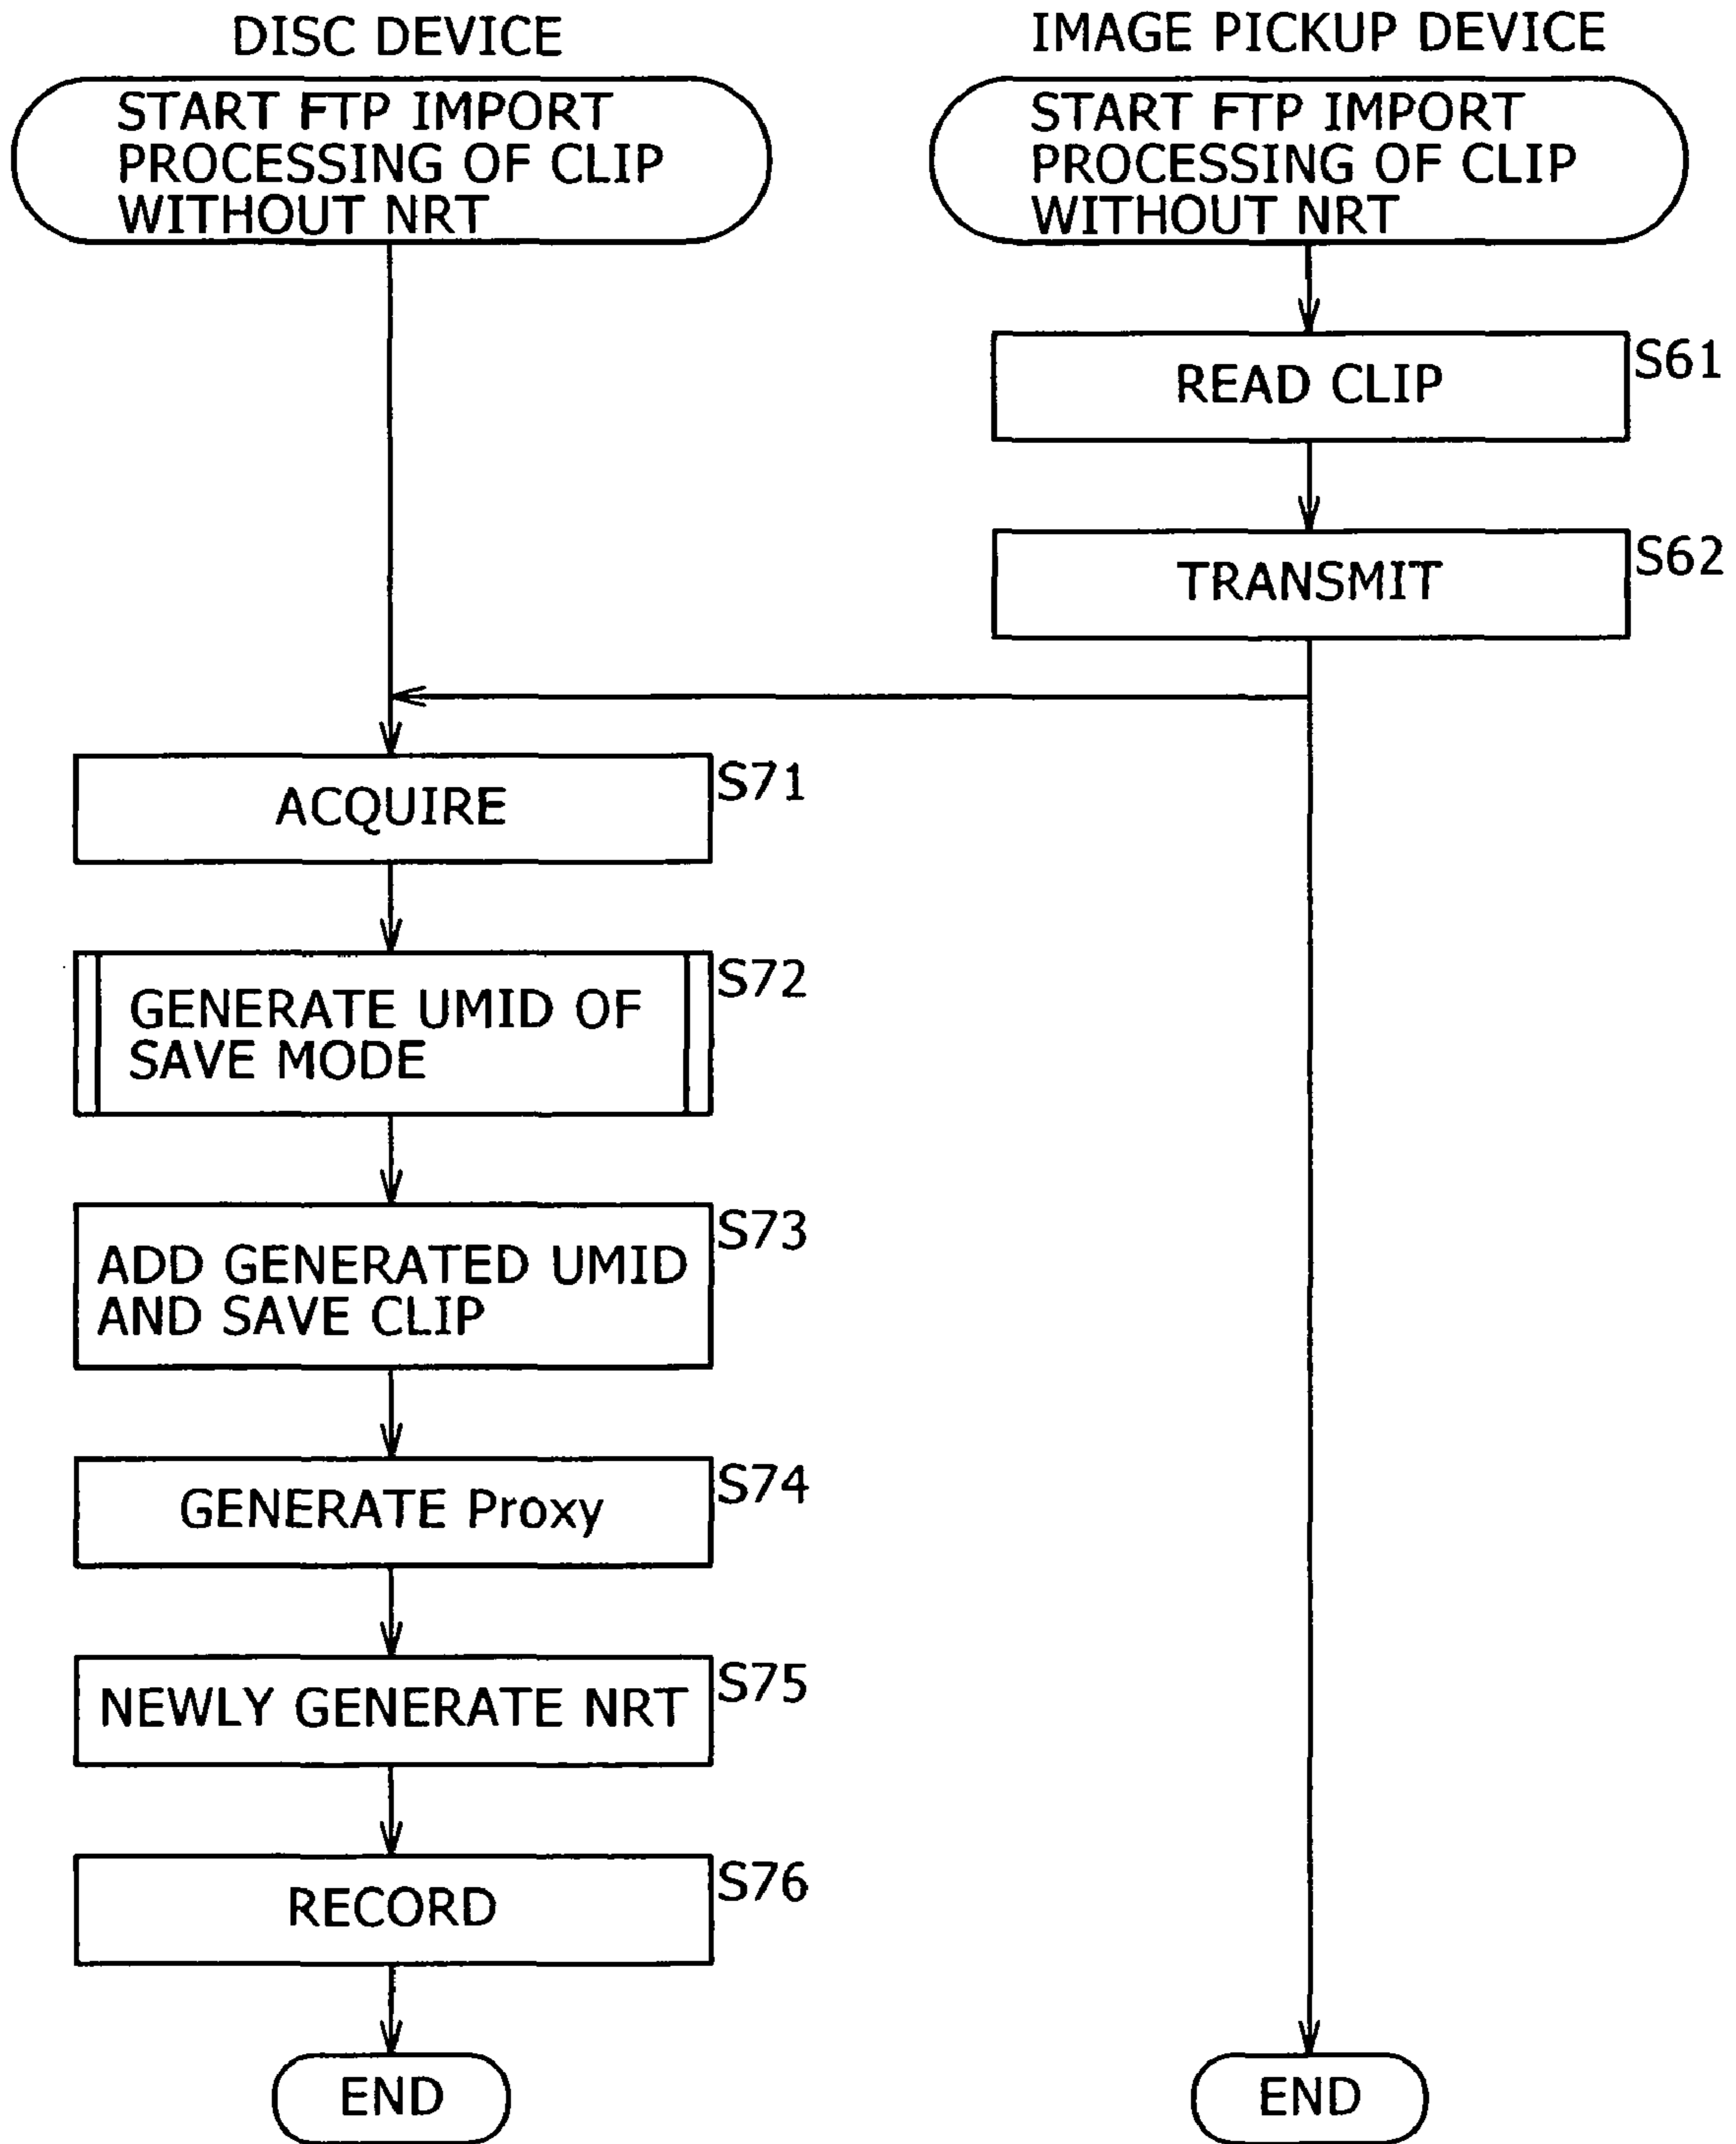 DISC DEVICE
START FTP IMPORT
PROCESSING OF CLIP
WITHOUT NRT
IMAGE PICKUP DEVICE
START FTP IMPORT
PROCESSING OF CLIP
WITHOUT NRT
READ CLIP
S61
TRANSMIT
S62
ACQUIRE
S71
GENERATE UMID OF
SAVE MODE
S72
ADD GENERATED UMID
AND SAVE CLIP
S73
GENERATE Proxy
S74
NEWLY GENERATE NRT
S75
RECORD
S76
END
END